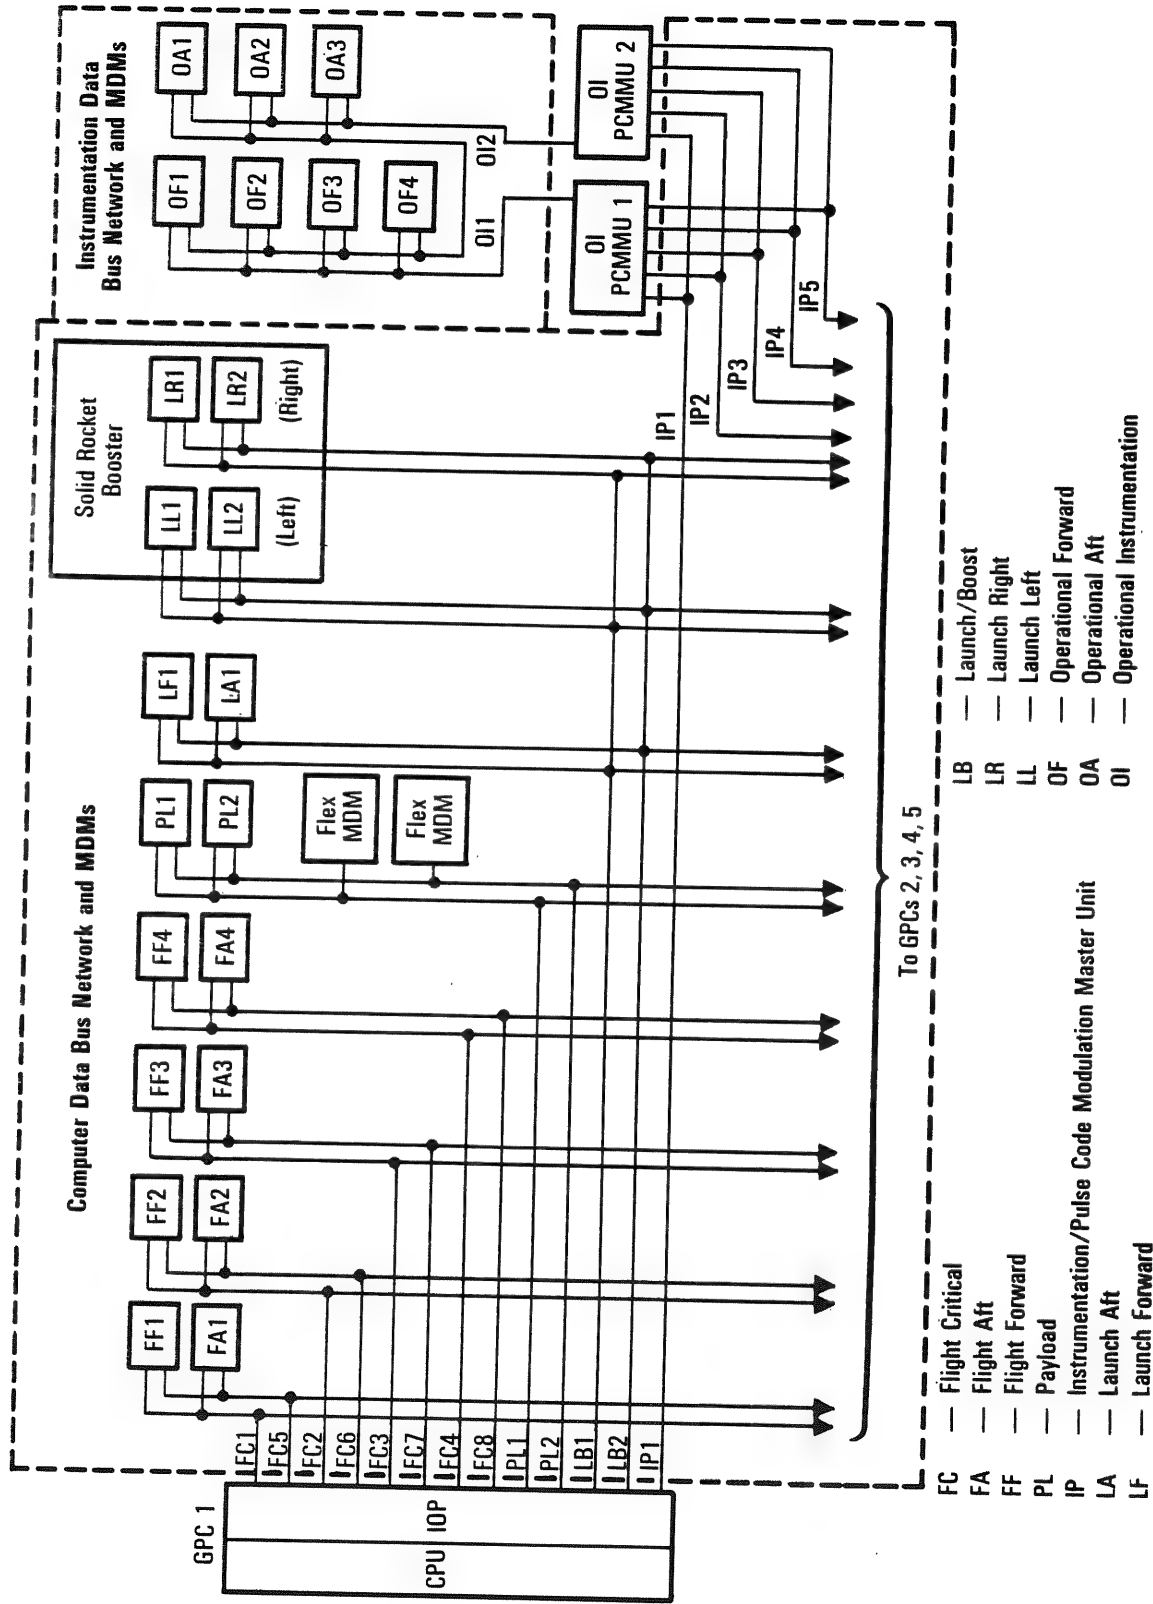 Computer Data Bus Network and MDMs
Instrumentation Data
Bus Network and MDMs
Solid Rocket
Booster
FF1
FA1
FF2
FA2
FF3
FA3
FF4
FA4
PL1
PL2
Flex
MDM
Flex
MDM
LF1
LA1
LL1
LL2
(Left)
LR1
LR2
(Right)
OF1
OF2
OF3
OF4
OA1
OA2
OA3
OI1
OI2
OI
PCMMU 1
OI
PCMMU 2
GPC 1
CPU
IOP
FC1
FC5
FC2
FC6
FC3
FC7
FC4
FC8
PL1
PL2
LB1
LB2
IP1
IP1
IP2
IP3
IP4
IP5
To GPCs 2, 3, 4, 5
FC — Flight Critical
FA — Flight Aft
FF — Flight Forward
PL — Payload
IP — Instrumentation/Pulse Code Modulation Master Unit
LA — Launch Aft
LF — Launch Forward
LB — Launch/Boost
LR — Launch Right
LL — Launch Left
OF — Operational Forward
OA — Operational Aft
OI — Operational Instrumentation